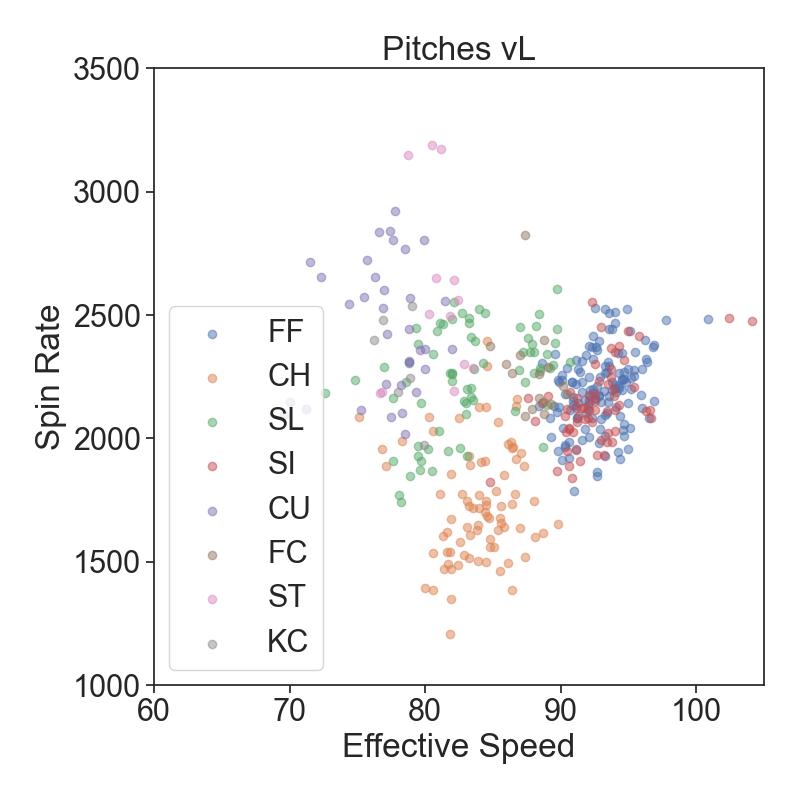 Pitches vL
3500
3000
2500
2000
1500
1000
Spin Rate
FF
CH
SL
SI
CU
FC
ST
KC
60
70
80
90
100
Effective Speed